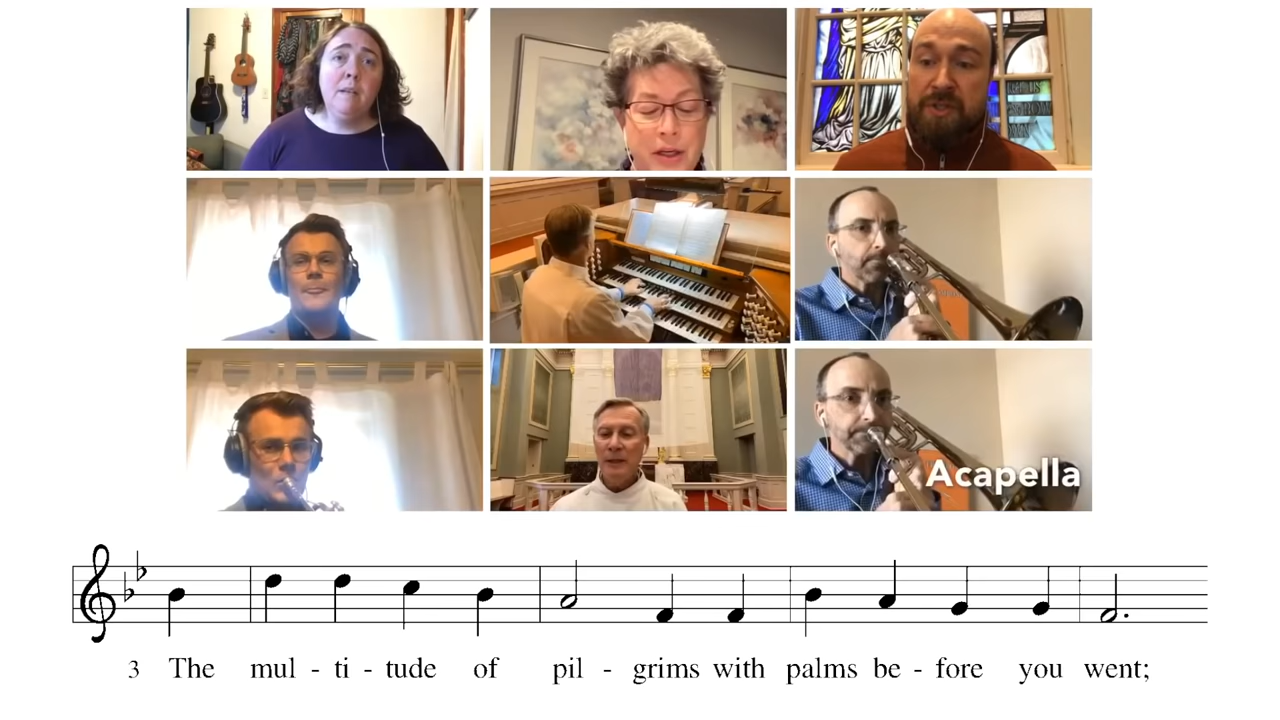 Acapella
3 The mul - ti - tude of pil - grims with palms be - fore you went;